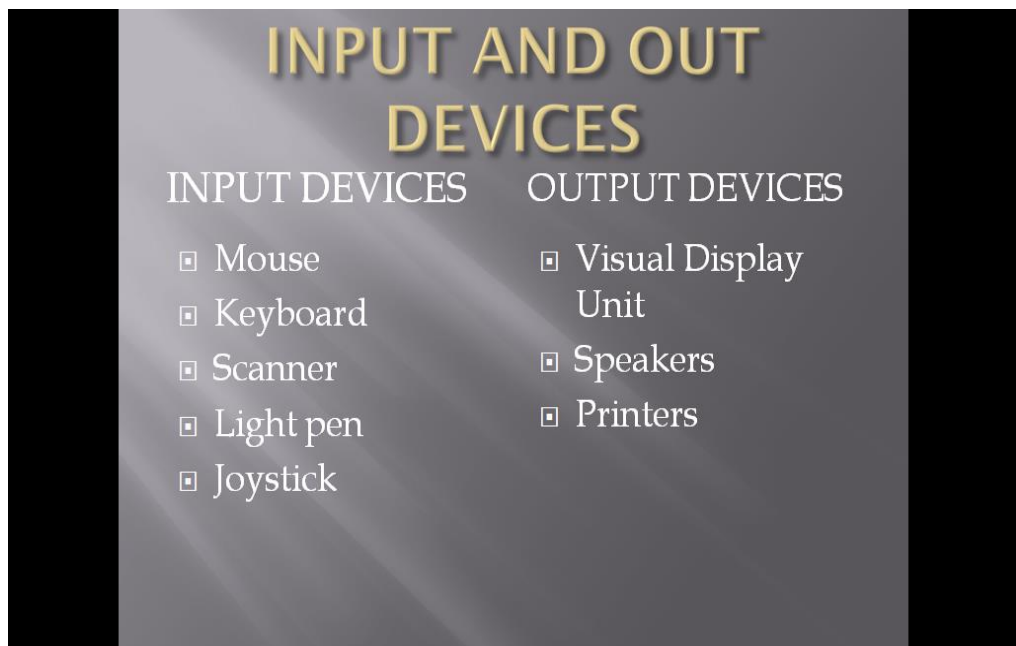 INPUT AND OUT
DEVICES
INPUT DEVICES
Mouse
Keyboard
Scanner
Light pen
Joystick
OUTPUT DEVICES
Visual Display
Unit
Speakers
Printers